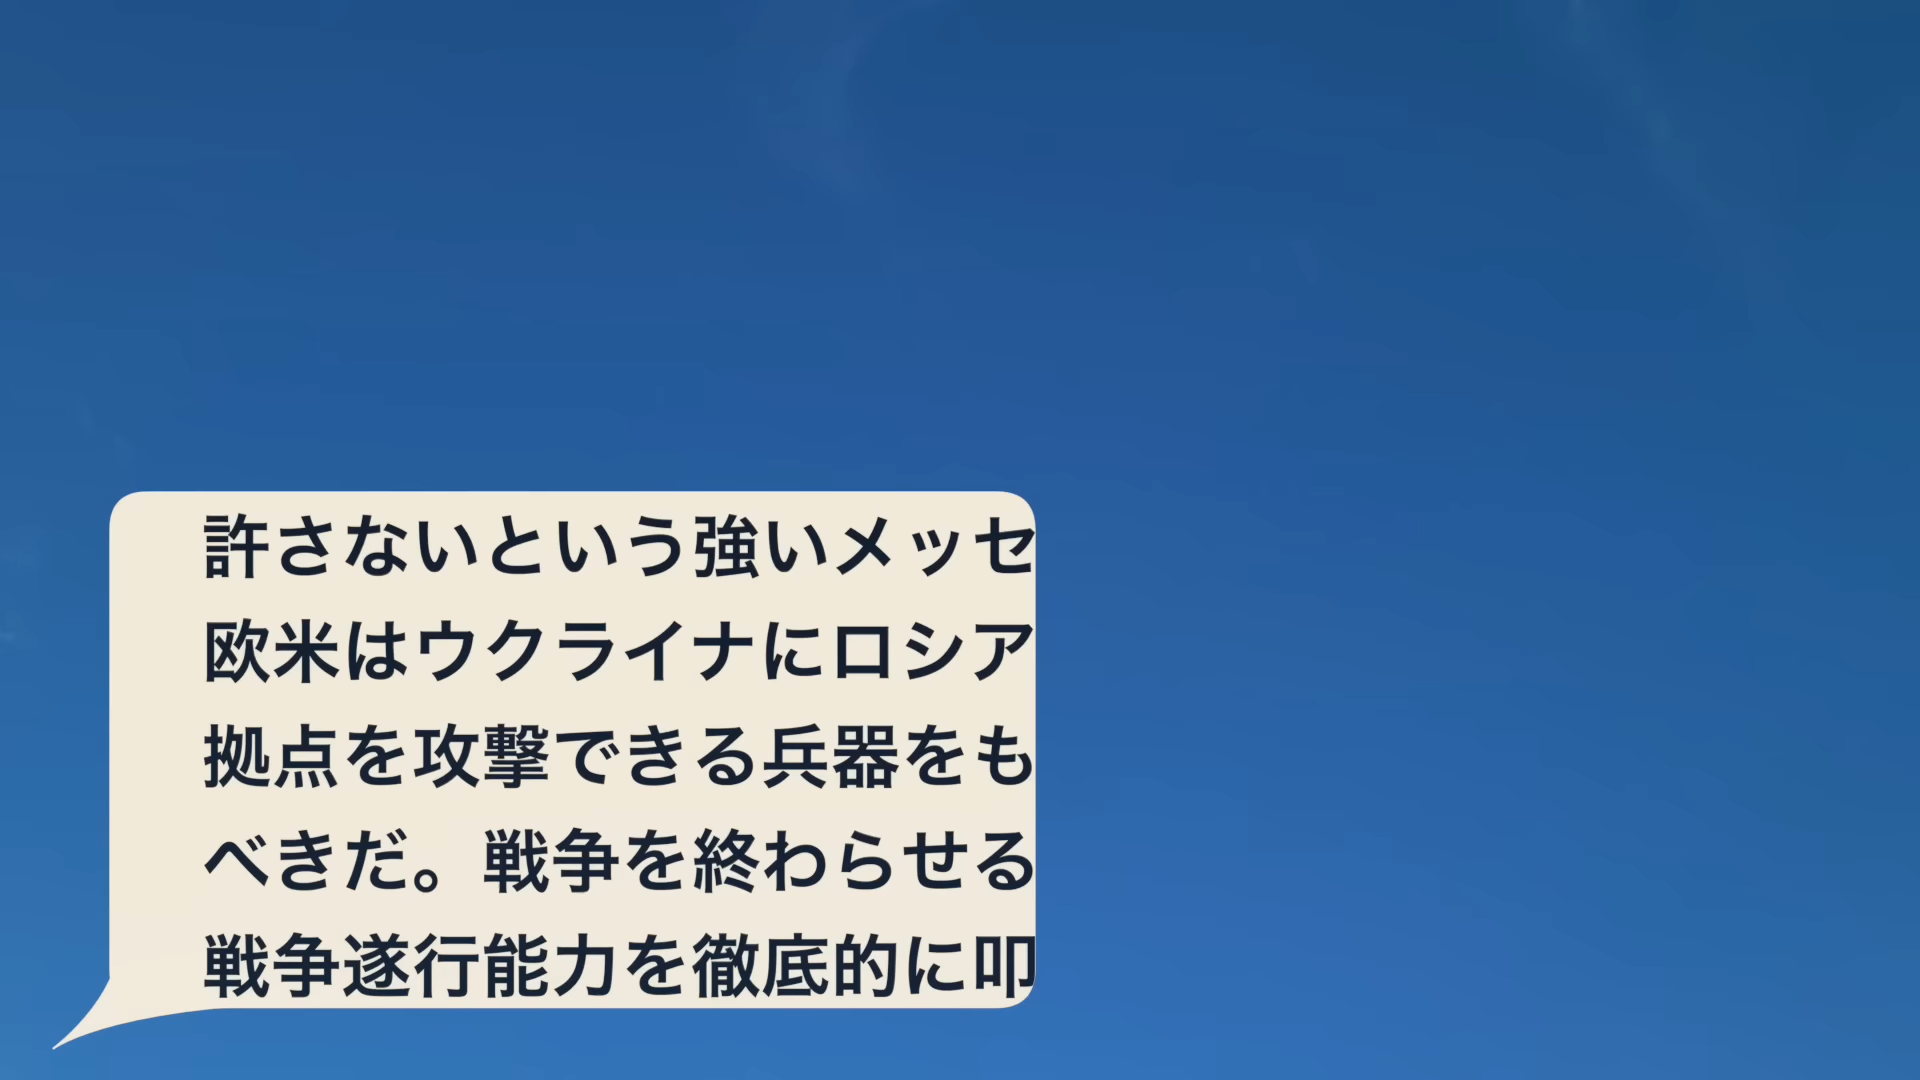 許さないという強いメッセ
欧米はウクライナにロシア
拠点を攻撃できる兵器をも
べきだ。戦争を終わらせる
戦争遂行能力を徹底的に叩